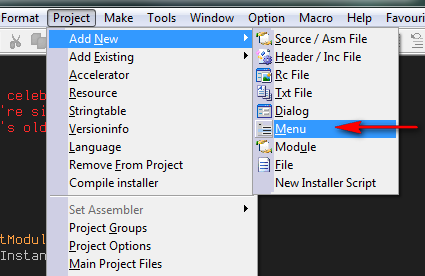 Format Project Make Tools Window Option Macro Help Favouri
Add New
Add Existing
Accelerator
Resource
Stringtable
Versioninfo
Language
Remove From Project
Compile installer
Set Assembler
Project Groups
Project Options
Main Project Files
Source / Asm File
Header / Inc File
Rc File
Txt File
Dialog
Menu
Module
File
New Installer Script
celeb
're si
's old
tModul
Instan